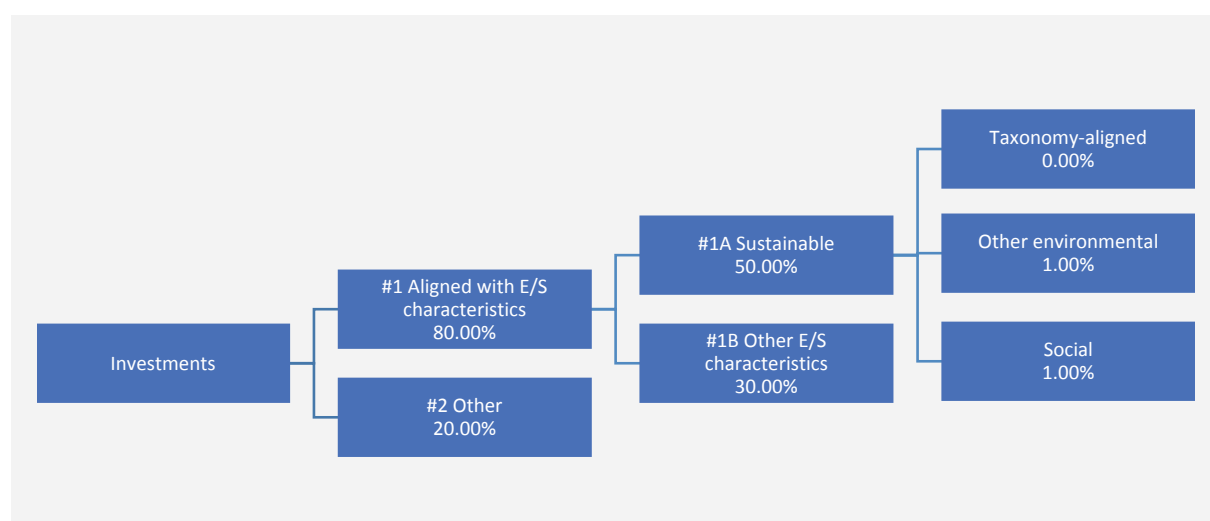 Investments
#1 Aligned with E/S
characteristics
80.00%
#2 Other
20.00%
#1A Sustainable
50.00%
#1B Other E/S
characteristics
30.00%
Taxonomy-aligned
0.00%
Other environmental
1.00%
Social
1.00%